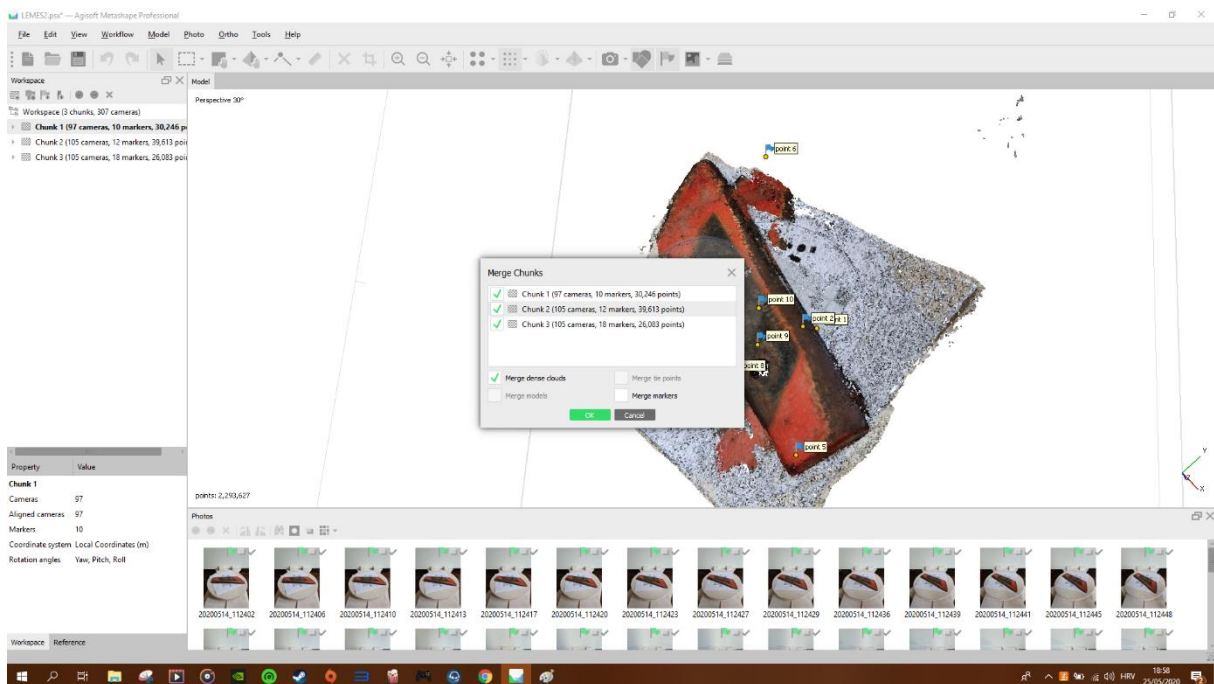 LEMES2.psx* — Agisoft Metashape Professional
File Edit View Workflow Model Photo Ortho Tools Help
Workspace
Workspace (3 chunks, 307 cameras)
Chunk 1 (97 cameras, 10 markers, 30,246 p
Chunk 2 (105 cameras, 12 markers, 39,613 poi
Chunk 3 (105 cameras, 18 markers, 26,083 poi
Model
Perspective 30°
point 6
point 10
point 2
nt 1
point 9
point 8
point 5
Merge Chunks
Chunk 1 (97 cameras, 10 markers, 30,246 points)
Chunk 2 (105 cameras, 12 markers, 39,613 points)
Chunk 3 (105 cameras, 18 markers, 26,083 points)
Merge dense clouds Merge tie points
Merge models Merge markers
OK Cancel
points: 2,293,627
Y
X
Property Value
Chunk 1
Cameras 97
Aligned cameras 97
Markers 10
Coordinate system Local Coordinates (m)
Rotation angles Yaw, Pitch, Roll
Workspace Reference
Photos
20200514_112402 20200514_112406 20200514_112410 20200514_112413 20200514_112417 20200514_112420 20200514_112423 20200514_112427 20200514_112429 20200514_112436 20200514_112439 20200514_112441 20200514_112445 20200514_112448
HRV
18:58
25/05/2020